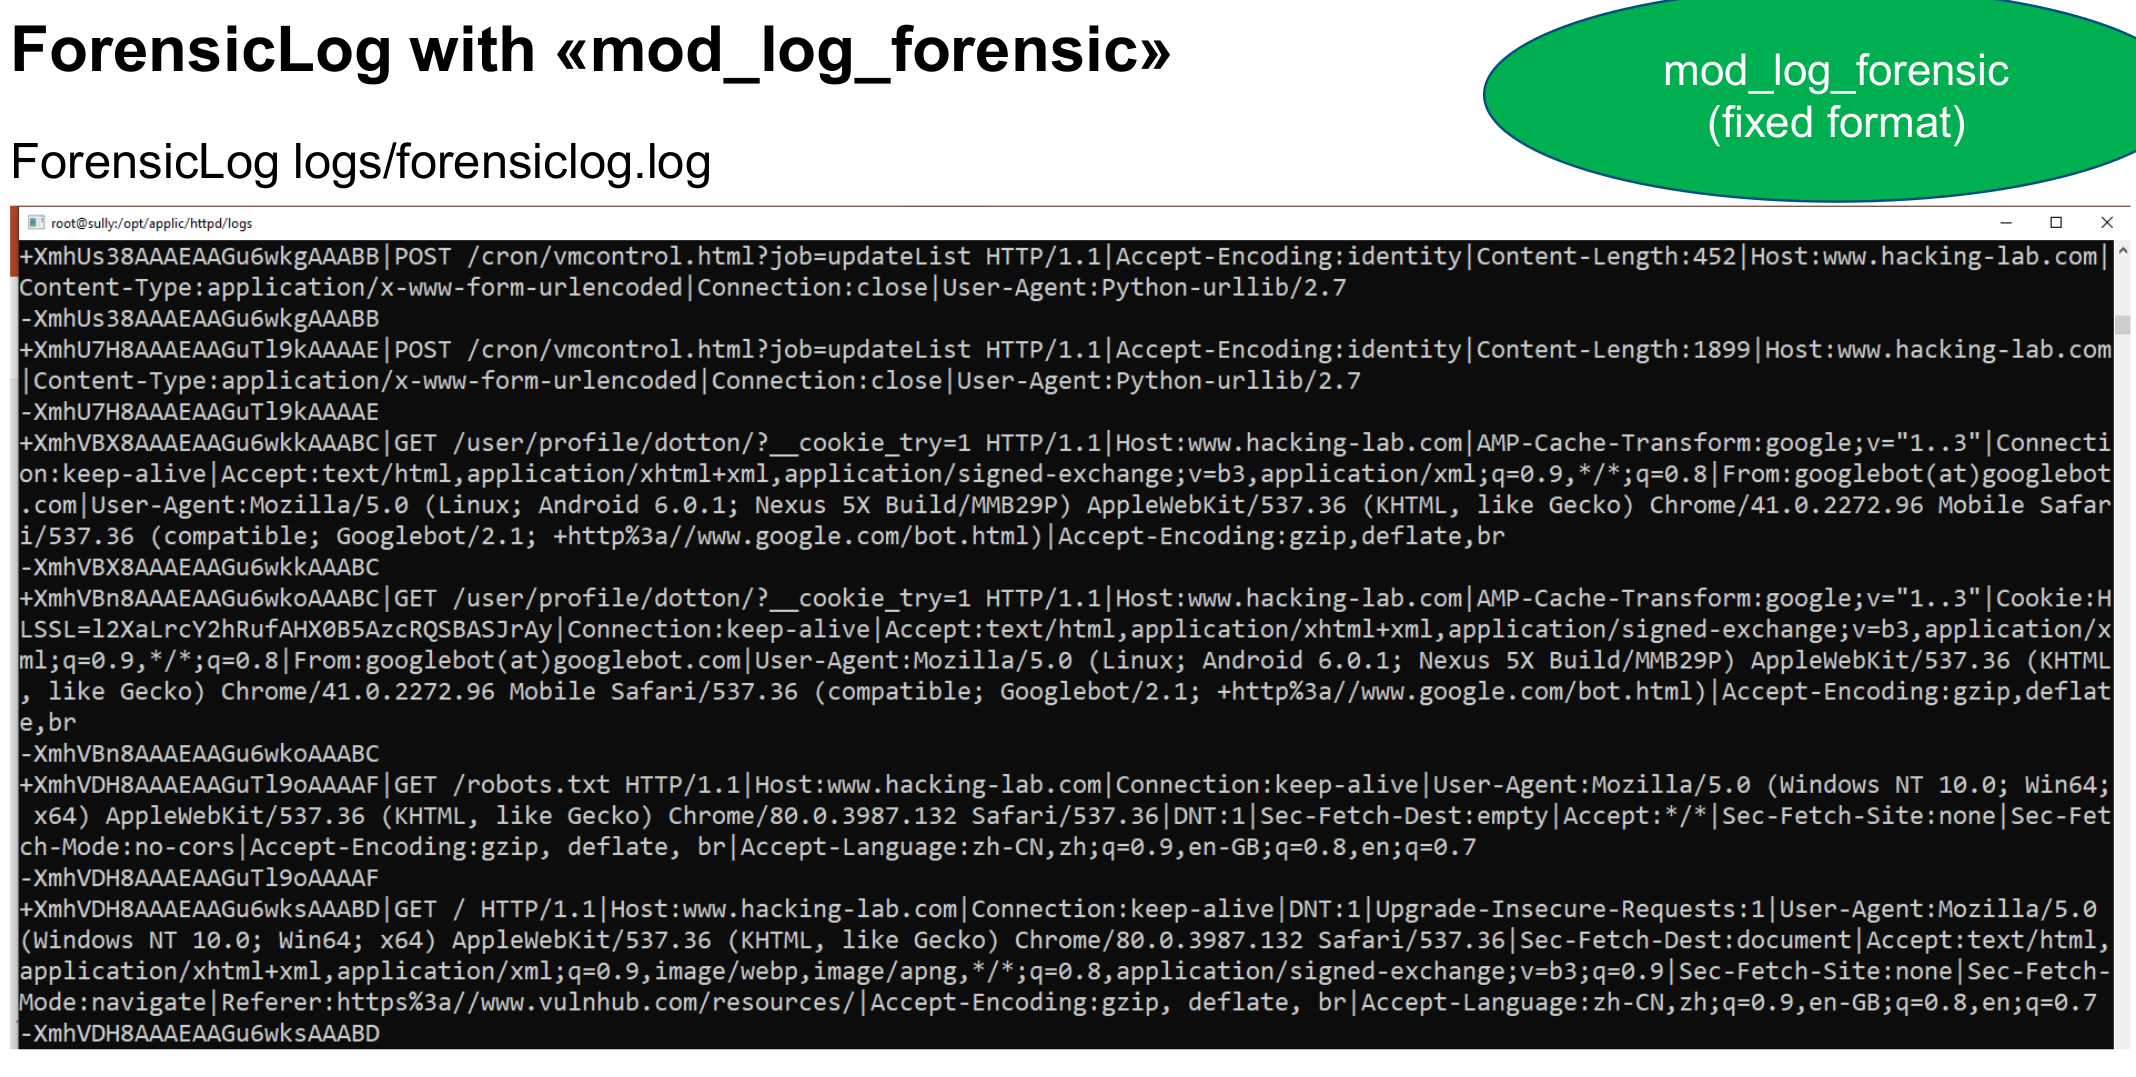 ForensicLog with «mod_log_forensic»
mod_log_forensic
(fixed format)
ForensicLog logs/forensiclog.log
root@sully:/opt/applic/httpd/logs
+XmhUs38AAAEAAGu6wkgAAABB|POST /cron/vmcontrol.html?job=updateList HTTP/1.1|Accept-Encoding:identity|Content-Length:452|Host:www.hacking-lab.com|
Content-Type:application/x-www-form-urlencoded|Connection:close|User-Agent:Python-urllib/2.7
-XmhUs38AAAEAAGu6wkgAAABB
+XmhU7H8AAAEAAGuTl9kAAAAE|POST /cron/vmcontrol.html?job=updateList HTTP/1.1|Accept-Encoding:identity|Content-Length:1899|Host:www.hacking-lab.com
|Content-Type:application/x-www-form-urlencoded|Connection:close|User-Agent:Python-urllib/2.7
-XmhU7H8AAAEAAGuTl9kAAAAE
+XmhVBX8AAAEAAGu6wkkAAABC|GET /user/profile/dotton/?__cookie_try=1 HTTP/1.1|Host:www.hacking-lab.com|AMP-Cache-Transform:google;v="1..3"|Connecti
on:keep-alive|Accept:text/html,application/xhtml+xml,application/signed-exchange;v=b3,application/xml;q=0.9,*/*;q=0.8|From:googlebot(at)googlebot
.com|User-Agent:Mozilla/5.0 (Linux; Android 6.0.1; Nexus 5X Build/MMB29P) AppleWebKit/537.36 (KHTML, like Gecko) Chrome/41.0.2272.96 Mobile Safar
i/537.36 (compatible; Googlebot/2.1; +http%3a//www.google.com/bot.html)|Accept-Encoding:gzip,deflate,br
-XmhVBX8AAAEAAGu6wkkAAABC
+XmhVBn8AAAEAAGu6wkoAAABC|GET /user/profile/dotton/?__cookie_try=1 HTTP/1.1|Host:www.hacking-lab.com|AMP-Cache-Transform:google;v="1..3"|Cookie:H
LSSL=l2XaLrcY2hRufAHX0B5AzcRQSBASJrAy|Connection:keep-alive|Accept:text/html,application/xhtml+xml,application/signed-exchange;v=b3,application/x
ml;q=0.9,*/*;q=0.8|From:googlebot(at)googlebot.com|User-Agent:Mozilla/5.0 (Linux; Android 6.0.1; Nexus 5X Build/MMB29P) AppleWebKit/537.36 (KHTML
, like Gecko) Chrome/41.0.2272.96 Mobile Safari/537.36 (compatible; Googlebot/2.1; +http%3a//www.google.com/bot.html)|Accept-Encoding:gzip,deflat
e,br
-XmhVBn8AAAEAAGu6wkoAAABC
+XmhVDH8AAAEAAGuTl9oAAAAF|GET /robots.txt HTTP/1.1|Host:www.hacking-lab.com|Connection:keep-alive|User-Agent:Mozilla/5.0 (Windows NT 10.0; Win64;
x64) AppleWebKit/537.36 (KHTML, like Gecko) Chrome/80.0.3987.132 Safari/537.36|DNT:1|Sec-Fetch-Dest:empty|Accept:*/*|Sec-Fetch-Site:none|Sec-Fet
ch-Mode:no-cors|Accept-Encoding:gzip, deflate, br|Accept-Language:zh-CN,zh;q=0.9,en-GB;q=0.8,en;q=0.7
-XmhVDH8AAAEAAGuTl9oAAAAF
+XmhVDH8AAAEAAGu6wksAAABD|GET / HTTP/1.1|Host:www.hacking-lab.com|Connection:keep-alive|DNT:1|Upgrade-Insecure-Requests:1|User-Agent:Mozilla/5.0
(Windows NT 10.0; Win64; x64) AppleWebKit/537.36 (KHTML, like Gecko) Chrome/80.0.3987.132 Safari/537.36|Sec-Fetch-Dest:document|Accept:text/html,
application/xhtml+xml,application/xml;q=0.9,image/webp,image/apng,*/*;q=0.8,application/signed-exchange;v=b3;q=0.9|Sec-Fetch-Site:none|Sec-Fetch-
Mode:navigate|Referer:https%3a//www.vulnhub.com/resources/|Accept-Encoding:gzip, deflate, br|Accept-Language:zh-CN,zh;q=0.9,en-GB;q=0.8,en;q=0.7
-XmhVDH8AAAEAAGu6wksAAABD